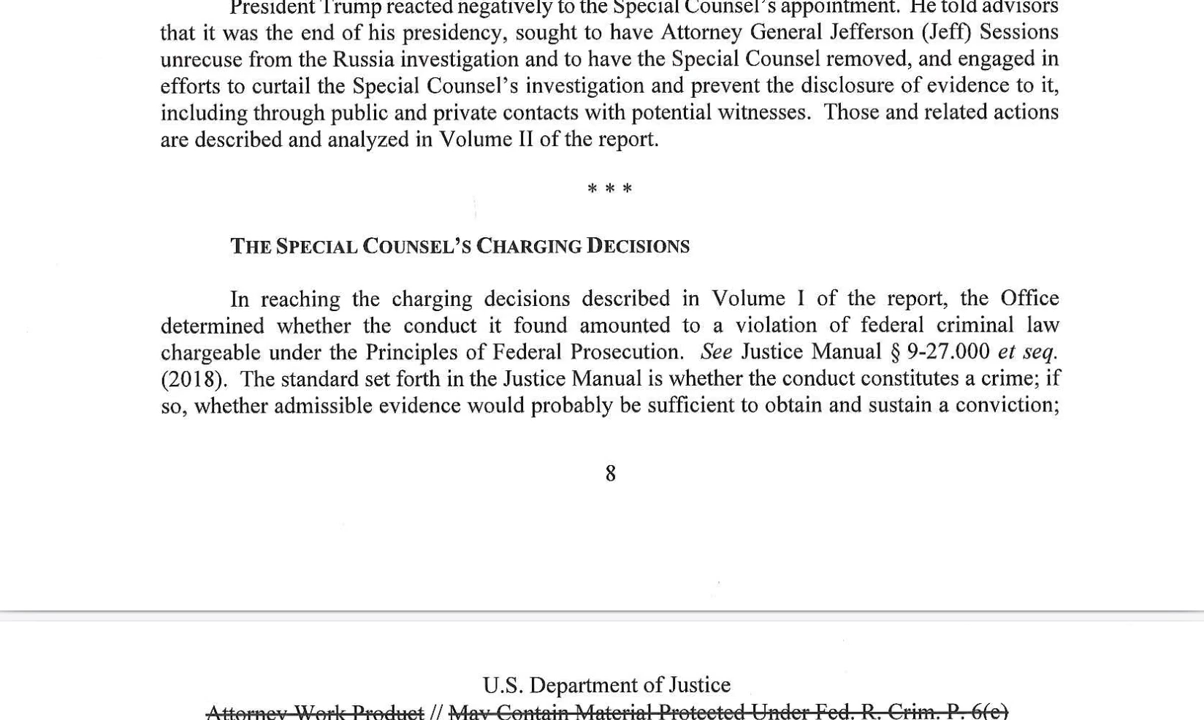 President Trump reacted negatively to the Special Counsel's appointment. He told advisors
that it was the end of his presidency, sought to have Attorney General Jefferson (Jeff) Sessions
unrecuse from the Russia investigation and to have the Special Counsel removed, and engaged in
efforts to curtail the Special Counsel's investigation and prevent the disclosure of evidence to it,
including through public and private contacts with potential witnesses. Those and related actions
are described and analyzed in Volume II of the report.
* * *
THE SPECIAL COUNSEL'S CHARGING DECISIONS
In reaching the charging decisions described in Volume I of the report, the Office
determined whether the conduct it found amounted to a violation of federal criminal law
chargeable under the Principles of Federal Prosecution. See Justice Manual § 9-27.000 et seq.
(2018). The standard set forth in the Justice Manual is whether the conduct constitutes a crime; if
so, whether admissible evidence would probably be sufficient to obtain and sustain a conviction;
8
U.S. Department of Justice
Attorney Work Product // May Contain Material Protected Under Fed. R. Crim. P. 6(e)